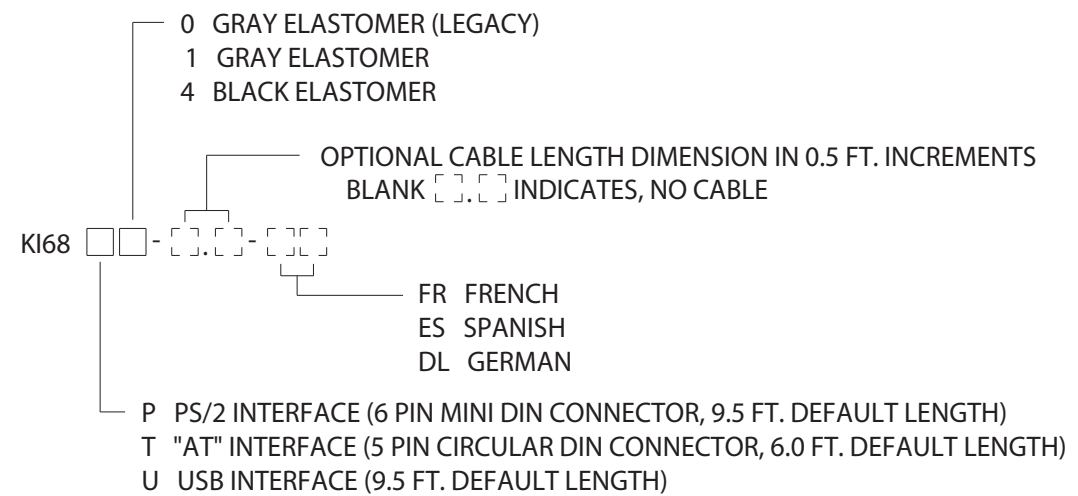 0 GRAY ELASTOMER (LEGACY)
1 GRAY ELASTOMER
4 BLACK ELASTOMER
OPTIONAL CABLE LENGTH DIMENSION IN 0.5 FT. INCREMENTS
BLANK . INDICATES, NO CABLE
KI68 - . -
FR FRENCH
ES SPANISH
DL GERMAN
P PS/2 INTERFACE (6 PIN MINI DIN CONNECTOR, 9.5 FT. DEFAULT LENGTH)
T "AT" INTERFACE (5 PIN CIRCULAR DIN CONNECTOR, 6.0 FT. DEFAULT LENGTH)
U USB INTERFACE (9.5 FT. DEFAULT LENGTH)